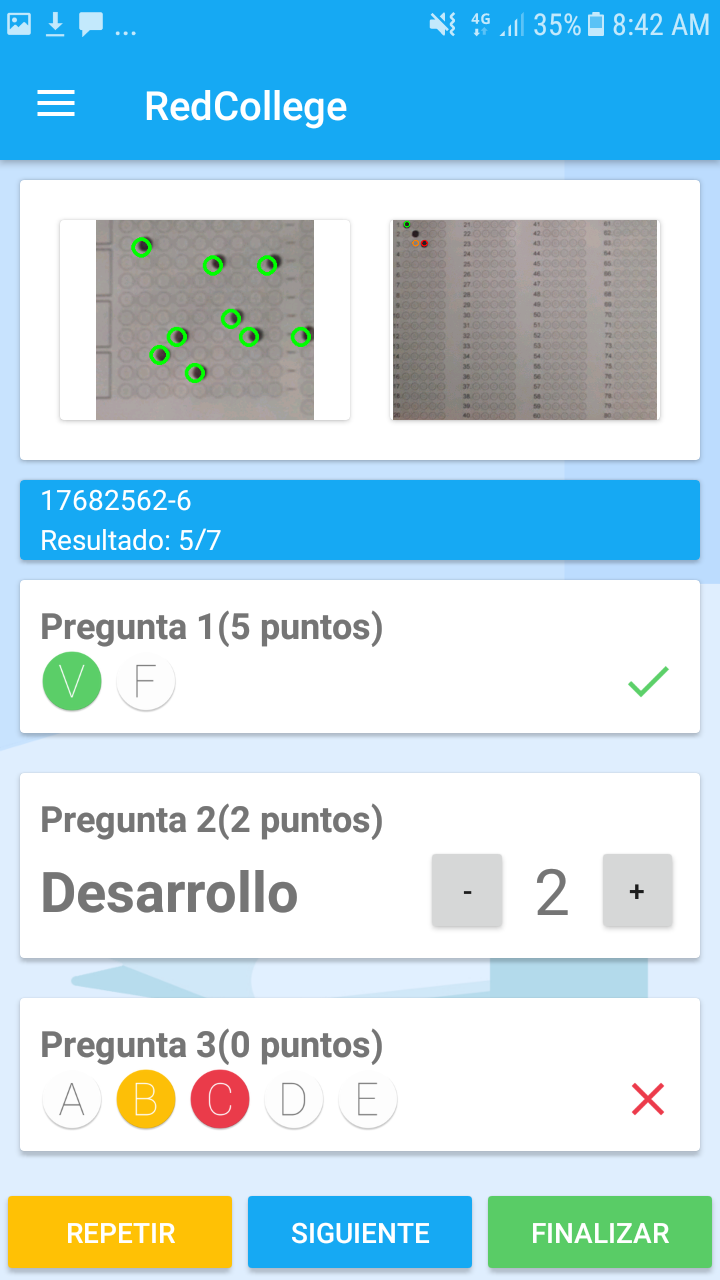 ... 4G 35% 8:42 AM
RedCollege
17682562-6
Resultado: 5/7
Pregunta 1(5 puntos)
V F
Pregunta 2(2 puntos)
Desarrollo - 2 +
Pregunta 3(0 puntos)
A B C D E
REPETIR SIGUIENTE FINALIZAR